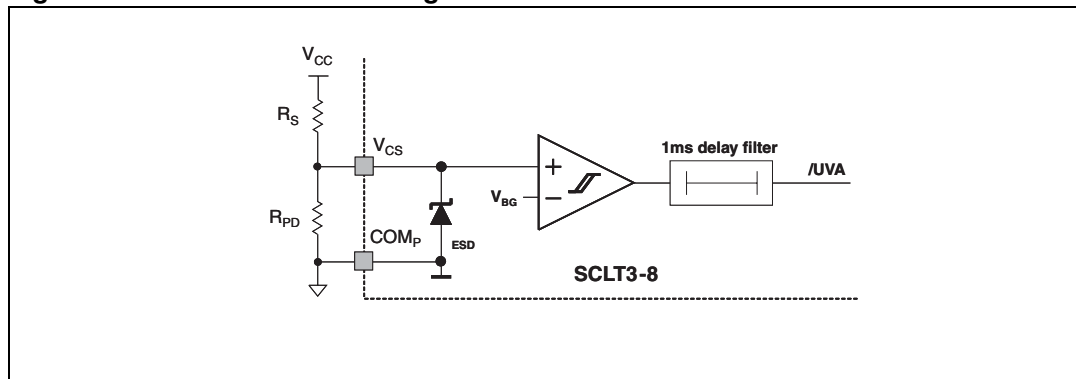 V_CC
R_S
V_CS
R_PD
COM_P
ESD
V_BG
+
−
1ms delay filter
/UVA
SCLT3-8